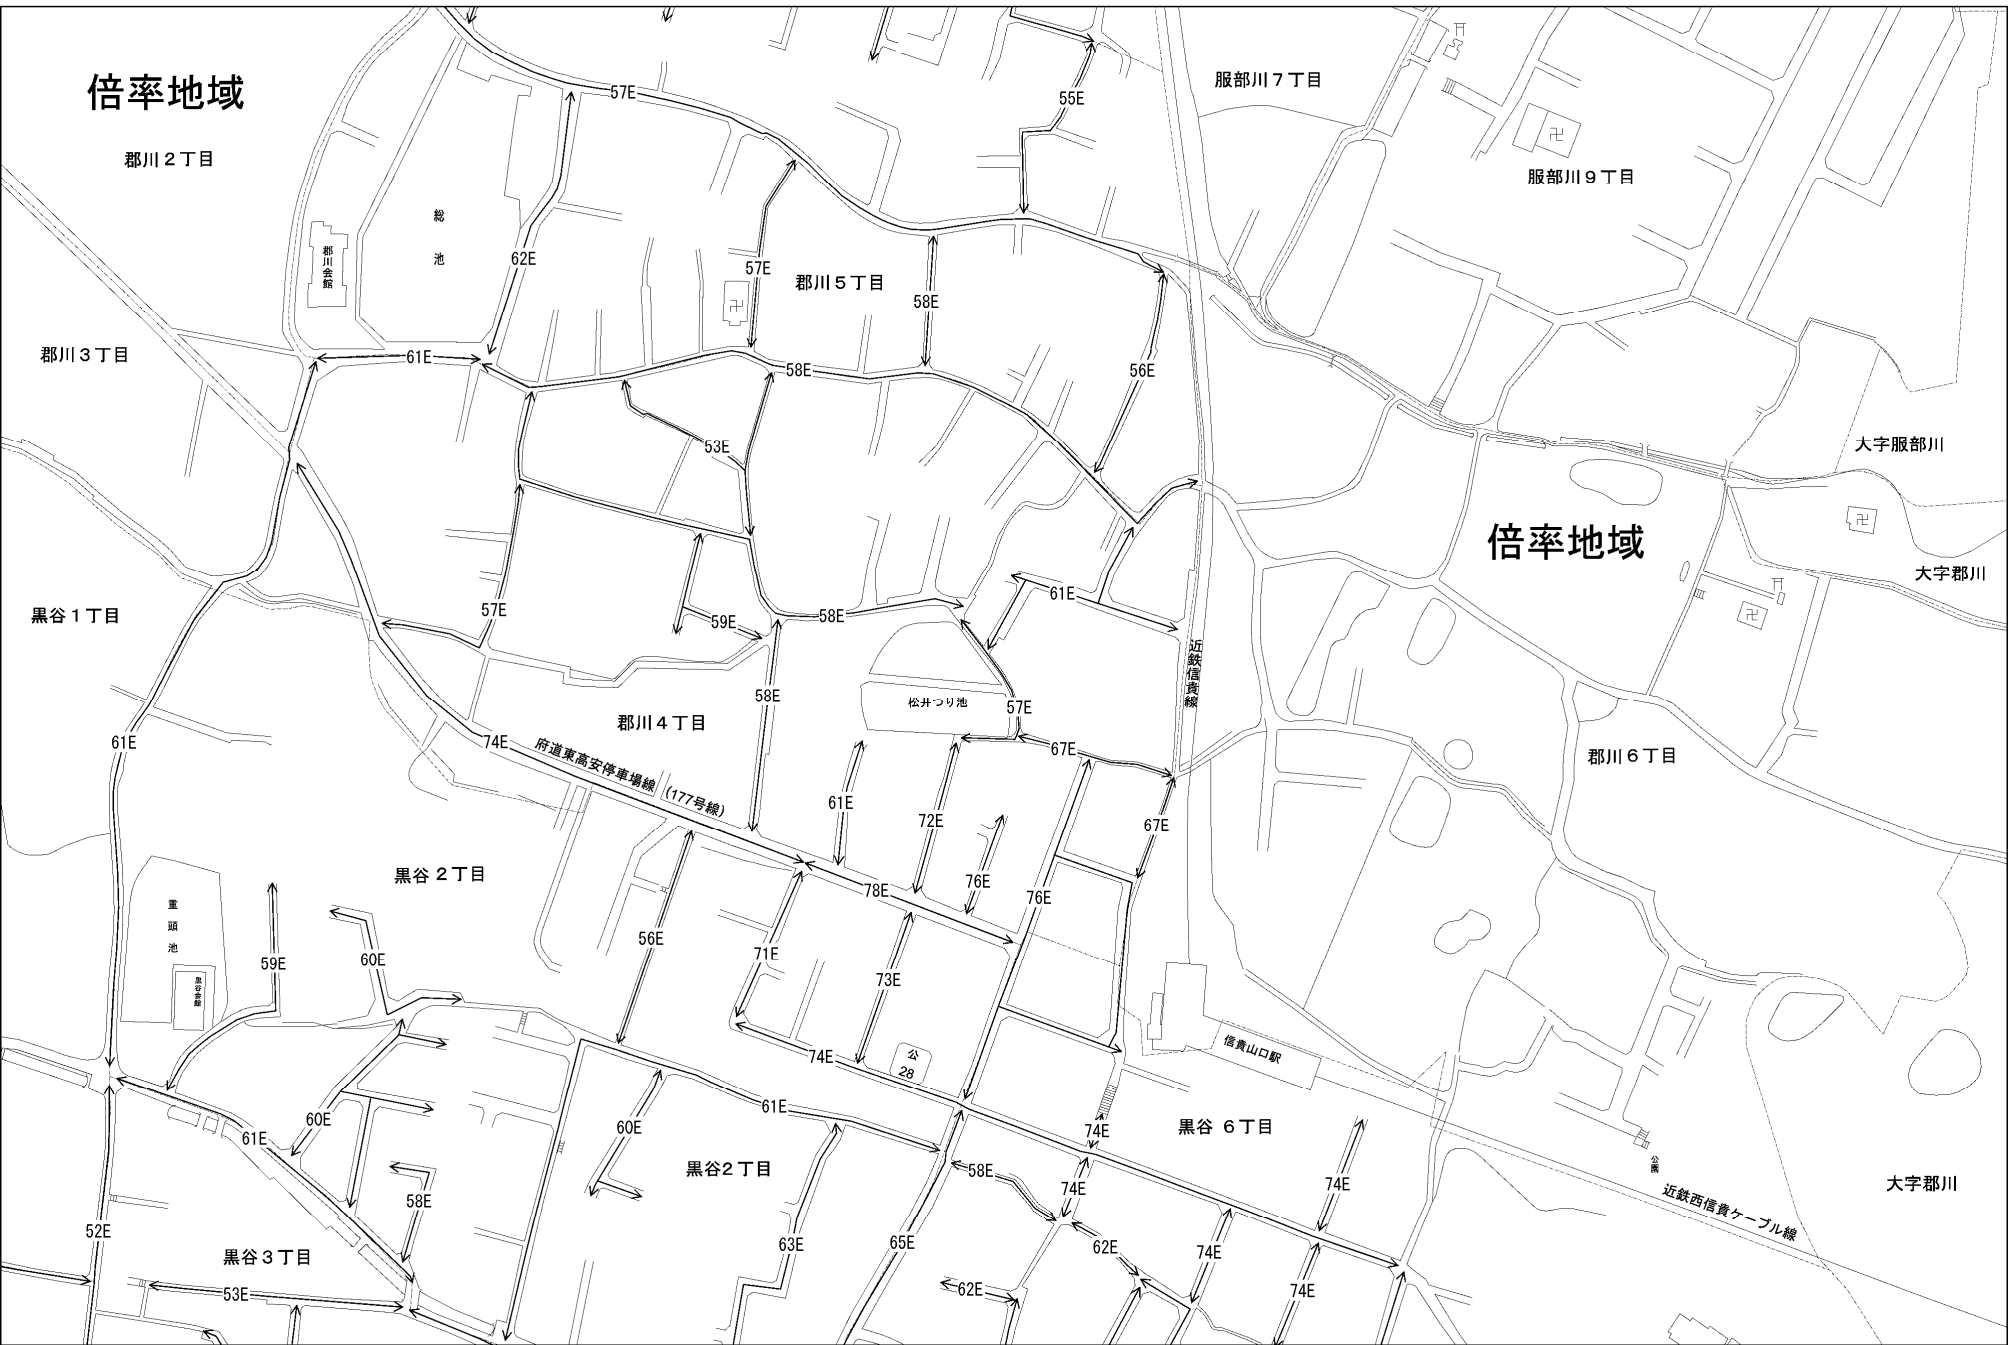 倍率地域
服部川７丁目
57E
55E
郡川２丁目
服部川９丁目
総池
郡川会館
62E
57E
郡川５丁目
58E
郡川３丁目
61E
58E
56E
53E
大字服部川
倍率地域
大字郡川
黒谷１丁目
57E
59E
58E
61E
近鉄信貴線
58E
松井つり池
57E
郡川４丁目
61E
74E
府道東高安停車場線 (177号線)
67E
郡川６丁目
61E
72E
67E
黒谷 ２丁目
76E
78E
76E
重頭池
56E
59E
60E
71E
73E
黒谷会館
74E
公
28
信貴山口駅
61E
60E
60E
61E
74E
黒谷 ６丁目
黒谷２丁目
58E
74E
74E
公園
大字郡川
近鉄西信貴ケーブル線
58E
52E
63E
65E
62E
74E
黒谷３丁目
53E
62E
74E